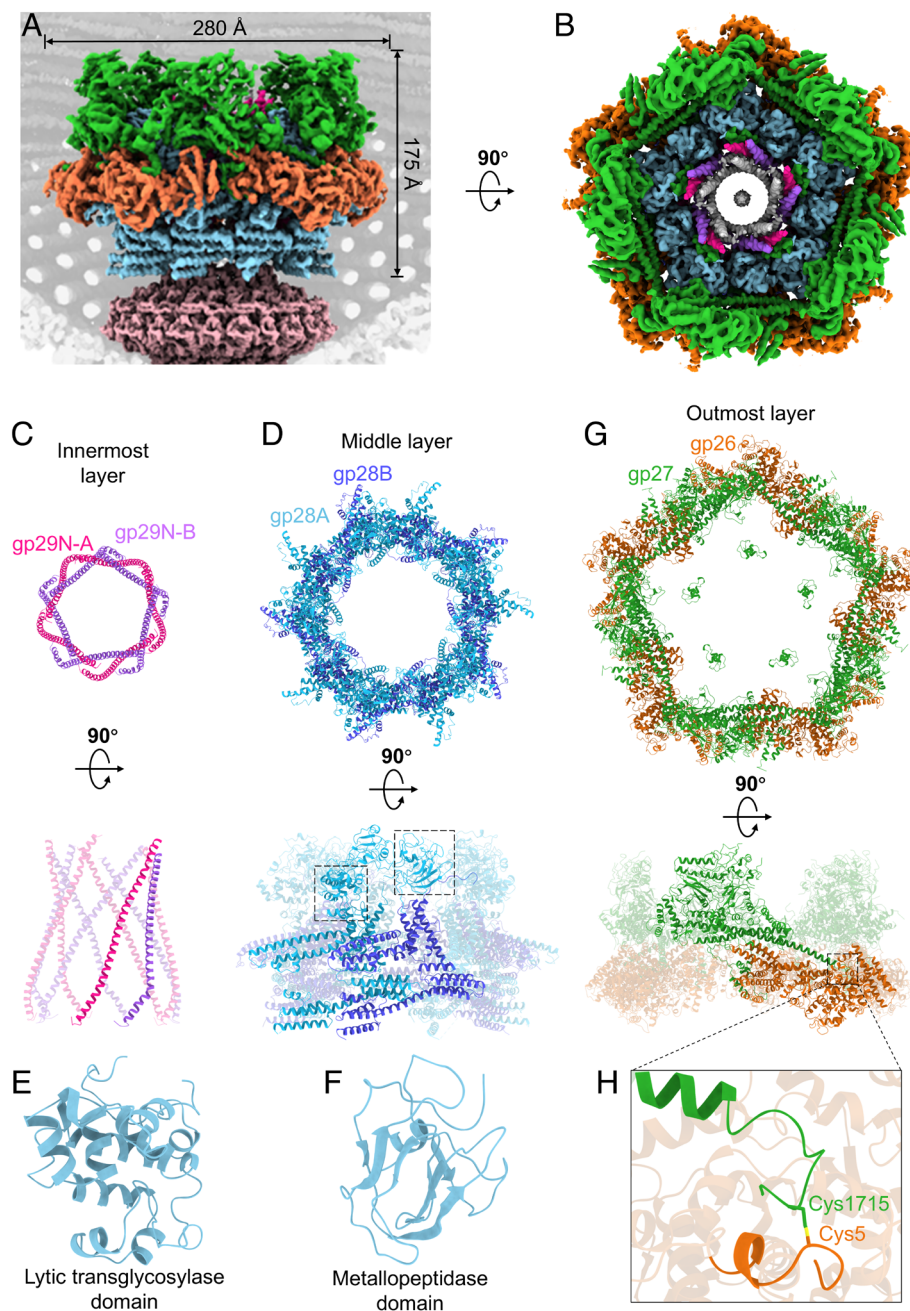 A
280 Å
175 Å
90°
B
C
Innermost
layer
gp29N-A
gp29N-B
90°
D
Middle layer
gp28B
gp28A
90°
G
Outmost layer
gp26
gp27
90°
E
Lytic transglycosylase
domain
F
Metallopeptidase
domain
H
Cys1715
Cys5